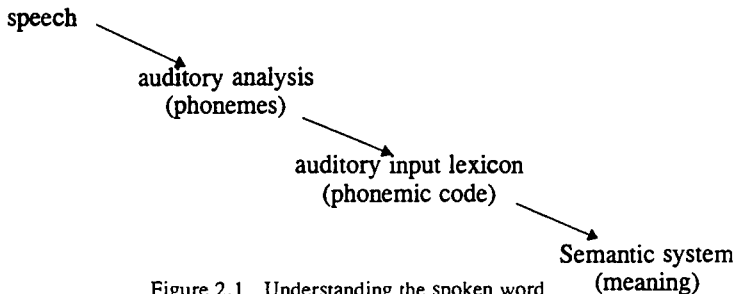 speech
auditory analysis
(phonemes)
auditory input lexicon
(phonemic code)
Semantic system
(meaning)
Figure 2.1 Understanding the spoken word